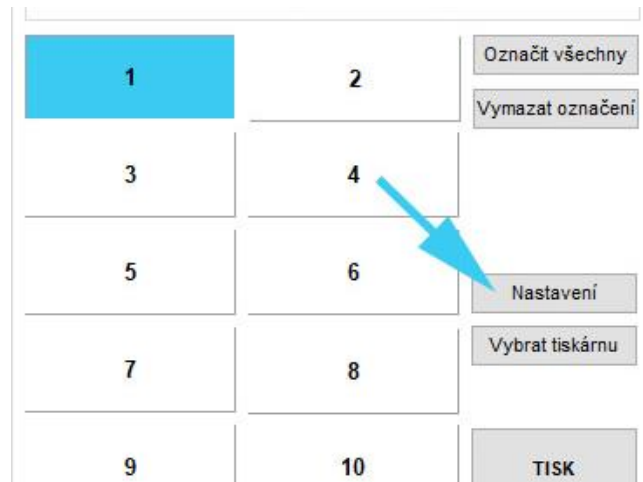 1
2
Označit všechny
Vymazat označení
3
4
5
6
Nastavení
Vybrat tiskárnu
7
8
9
10
TISK